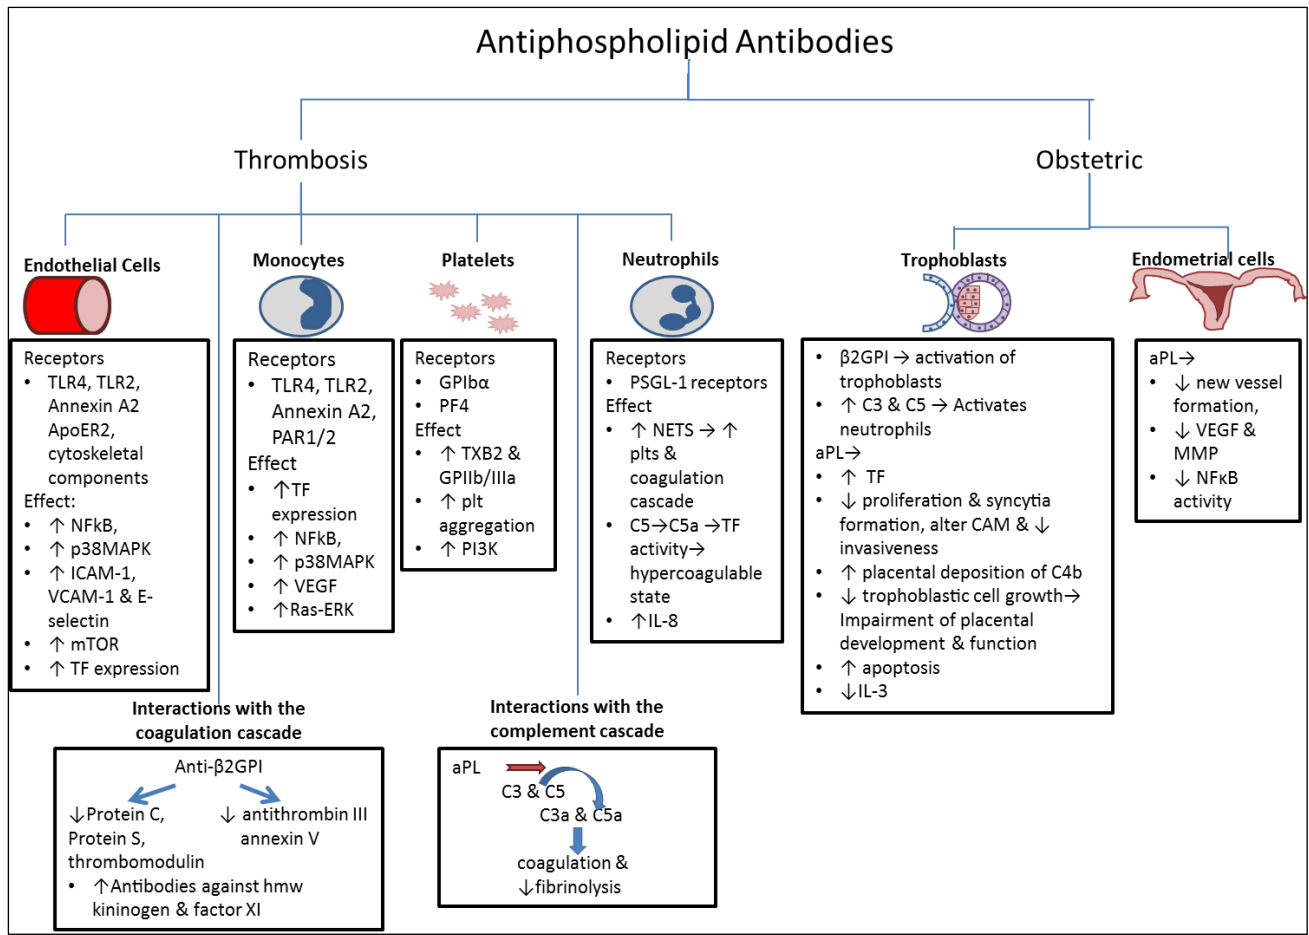 Antiphospholipid Antibodies
Thrombosis
Obstetric
Endothelial Cells
Monocytes
Platelets
Neutrophils
Trophoblasts
Endometrial cells
Receptors
• TLR4, TLR2,
Annexin A2
ApoER2,
cytoskeletal
components
Effect:
• ↑ NFkB,
• ↑ p38MAPK
• ↑ ICAM-1,
VCAM-1 & E-
selectin
• ↑ mTOR
• ↑ TF expression
Receptors
• TLR4, TLR2,
Annexin A2,
PAR1/2
Effect
• ↑TF
expression
• ↑ NFkB,
• ↑ p38MAPK
• ↑ VEGF
• ↑Ras-ERK
Receptors
• GPIbα
• PF4
Effect
• ↑ TXB2 &
GPIIb/IIIa
• ↑ plt
aggregation
• ↑ PI3K
Receptors
• PSGL-1 receptors
Effect
• ↑ NETS → ↑
plts &
coagulation
cascade
• C5→C5a →TF
activity→
hypercoagulable
state
• ↑IL-8
• β2GPI → activation of
trophoblasts
• ↑ C3 & C5 → Activates
neutrophils
aPL→
• ↑ TF
• ↓ proliferation & syncytia
formation, alter CAM & ↓
invasiveness
• ↑ placental deposition of C4b
• ↓ trophoblastic cell growth→
Impairment of placental
development & function
• ↑ apoptosis
• ↓IL-3
aPL→
• ↓ new vessel
formation,
• ↓ VEGF &
MMP
• ↓ NFκB
activity
Interactions with the
coagulation cascade
Anti-β2GPI
↓Protein C,
Protein S,
thrombomodulin
↓ antithrombin III
annexin V
• ↑Antibodies against hmw
kininogen & factor XI
Interactions with the
complement cascade
aPL
C3 & C5
C3a & C5a
coagulation &
↓fibrinolysis